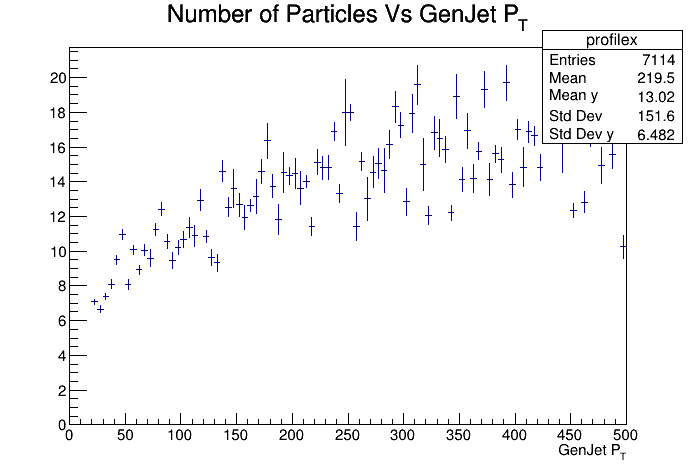 Number of Particles Vs GenJet P_T
profilex
Entries 7114
Mean 219.5
Mean y 13.02
Std Dev 151.6
Std Dev y 6.482
20
18
16
14
12
10
8
6
4
2
0
0 50 100 150 200 250 300 350 400 450 500
GenJet P_T